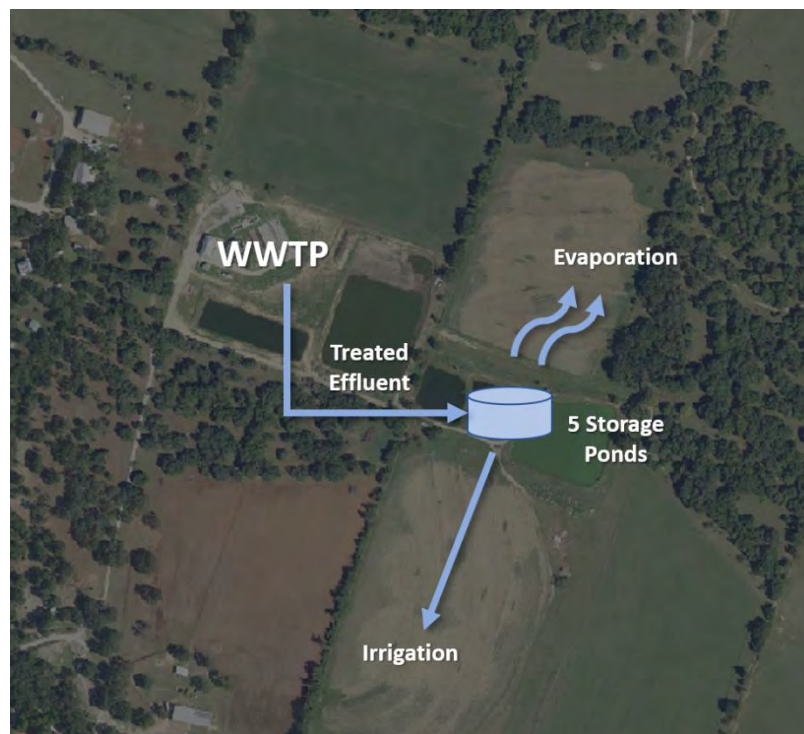 WWTP
Evaporation
Treated
Effluent
5 Storage
Ponds
Irrigation